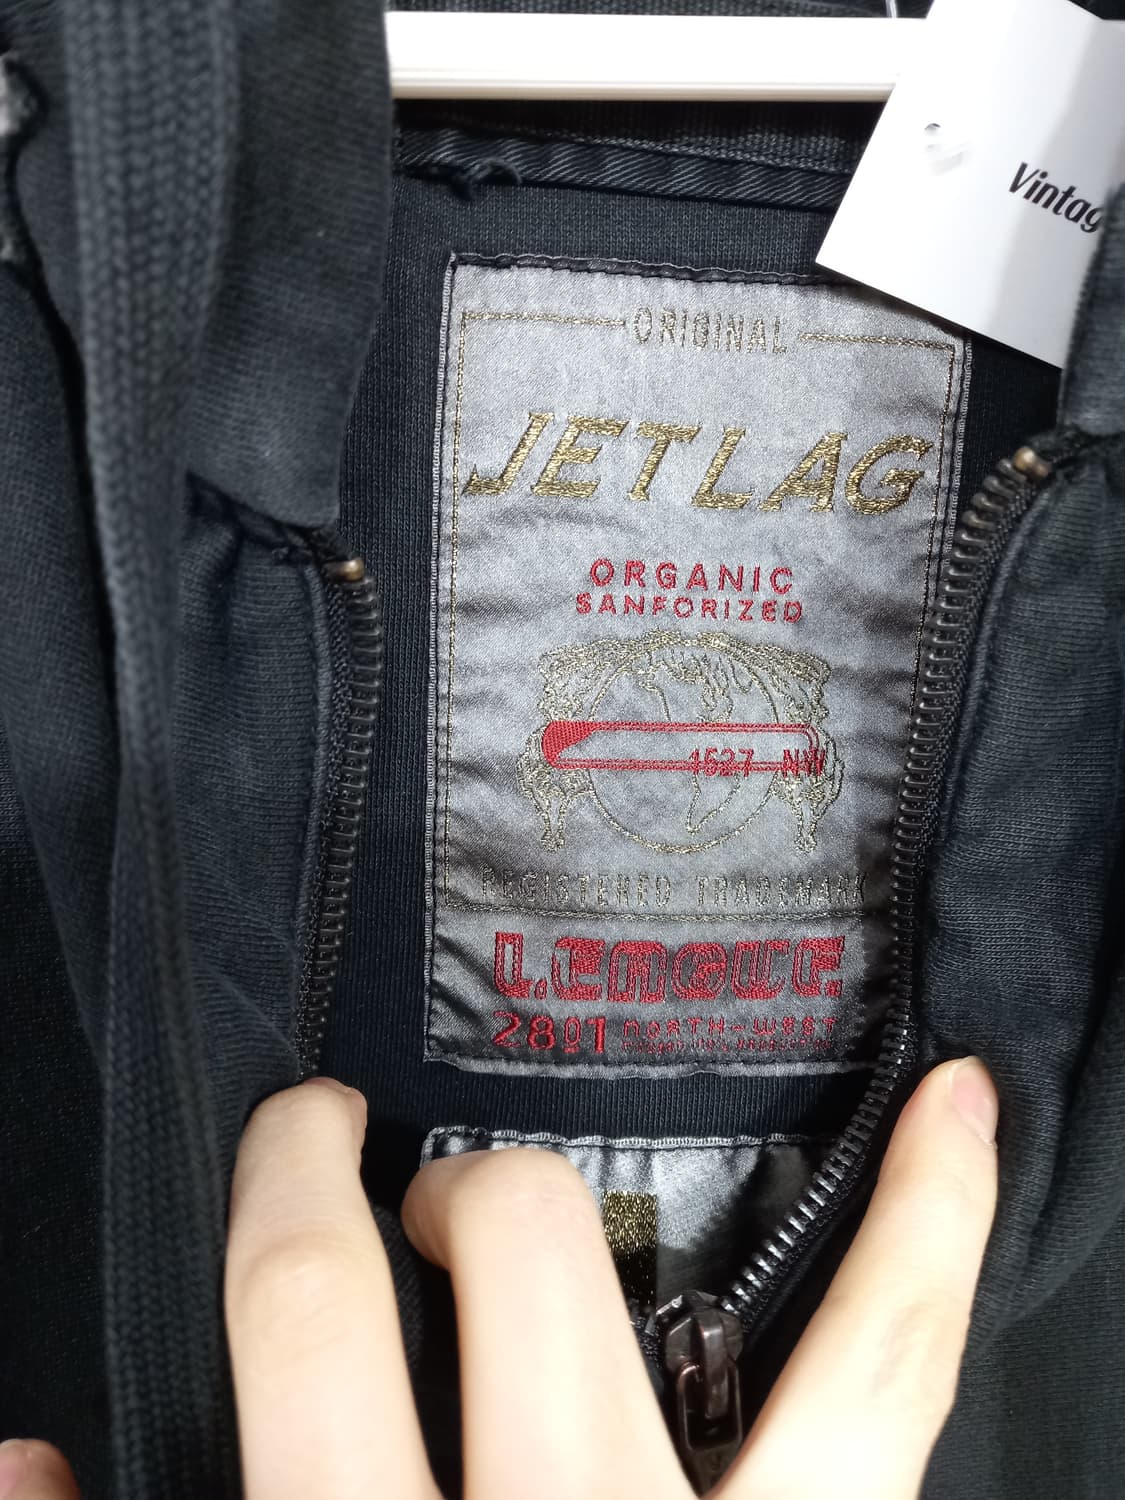 Vintag
ORIGINAL
JETLAG
ORGANIC
SANFORIZED
1527 NW
REGISTERED TRADEMARK
2801 NORTH-WEST